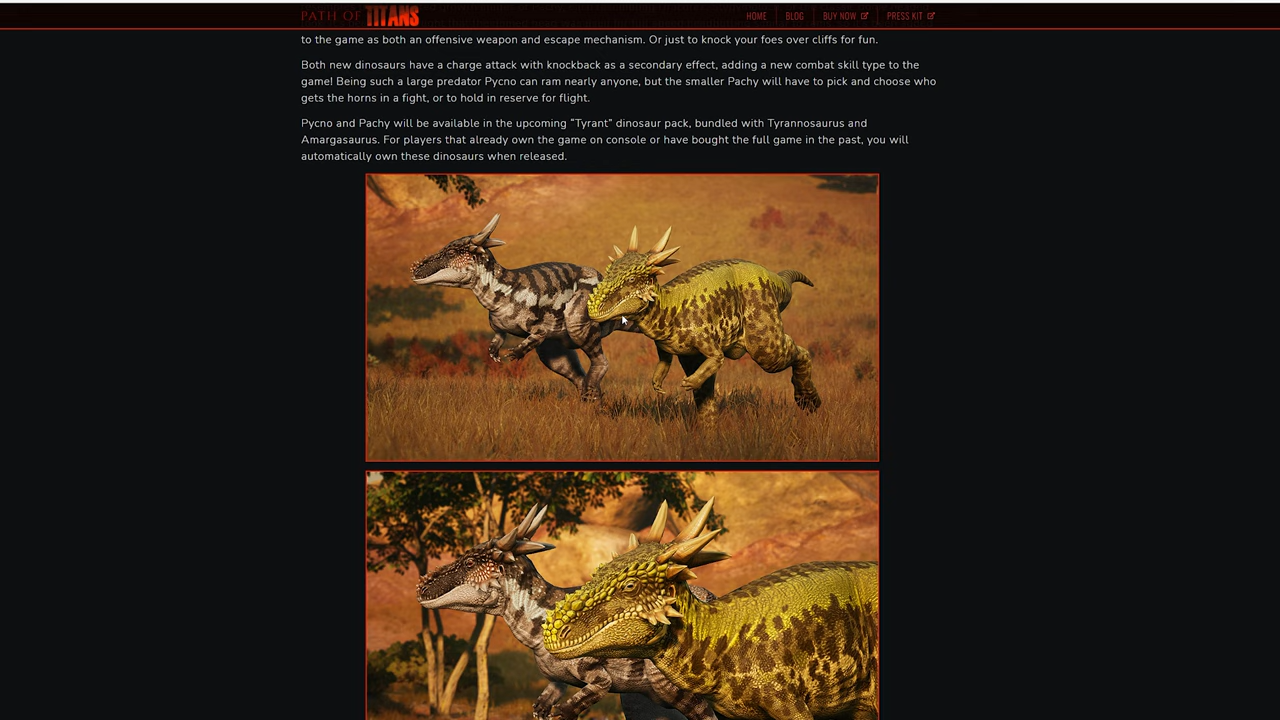 PATH OF TITANS
HOME
BLOG
BUY NOW
PRESS KIT
to the game as both an offensive weapon and escape mechanism. Or just to knock your foes over cliffs for fun.
Both new dinosaurs have a charge attack with knockback as a secondary effect, adding a new combat skill type to the
game! Being such a large predator Pycno can ram nearly anyone, but the smaller Pachy will have to pick and choose who
gets the horns in a fight, or to hold in reserve for flight.
Pycno and Pachy will be available in the upcoming "Tyrant" dinosaur pack, bundled with Tyrannosaurus and
Amargasaurus. For players that already own the game on console or have bought the full game in the past, you will
automatically own these dinosaurs when released.